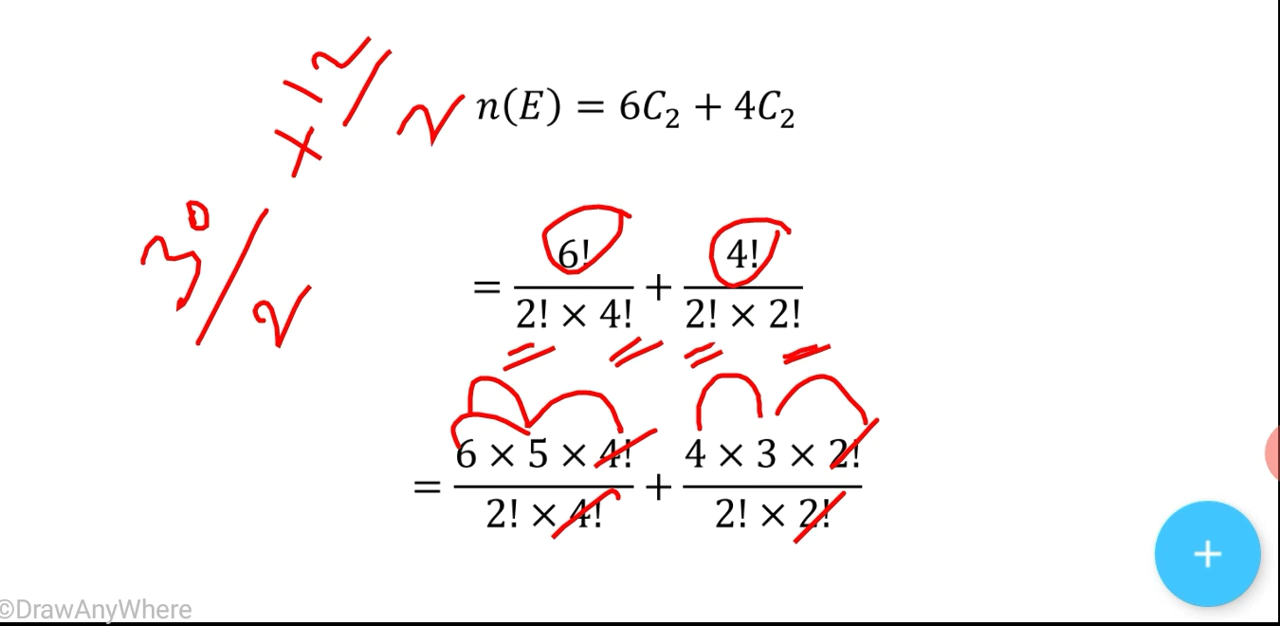 n(E) = 6C₂ + 4C₂
= 6!/(2! × 4!) + 4!/(2! × 2!)
= (6 × 5 × 4!)/(2! × 4!) + (4 × 3 × 2!)/(2! × 2!)
30/2 + 12/2
©DrawAnyWhere